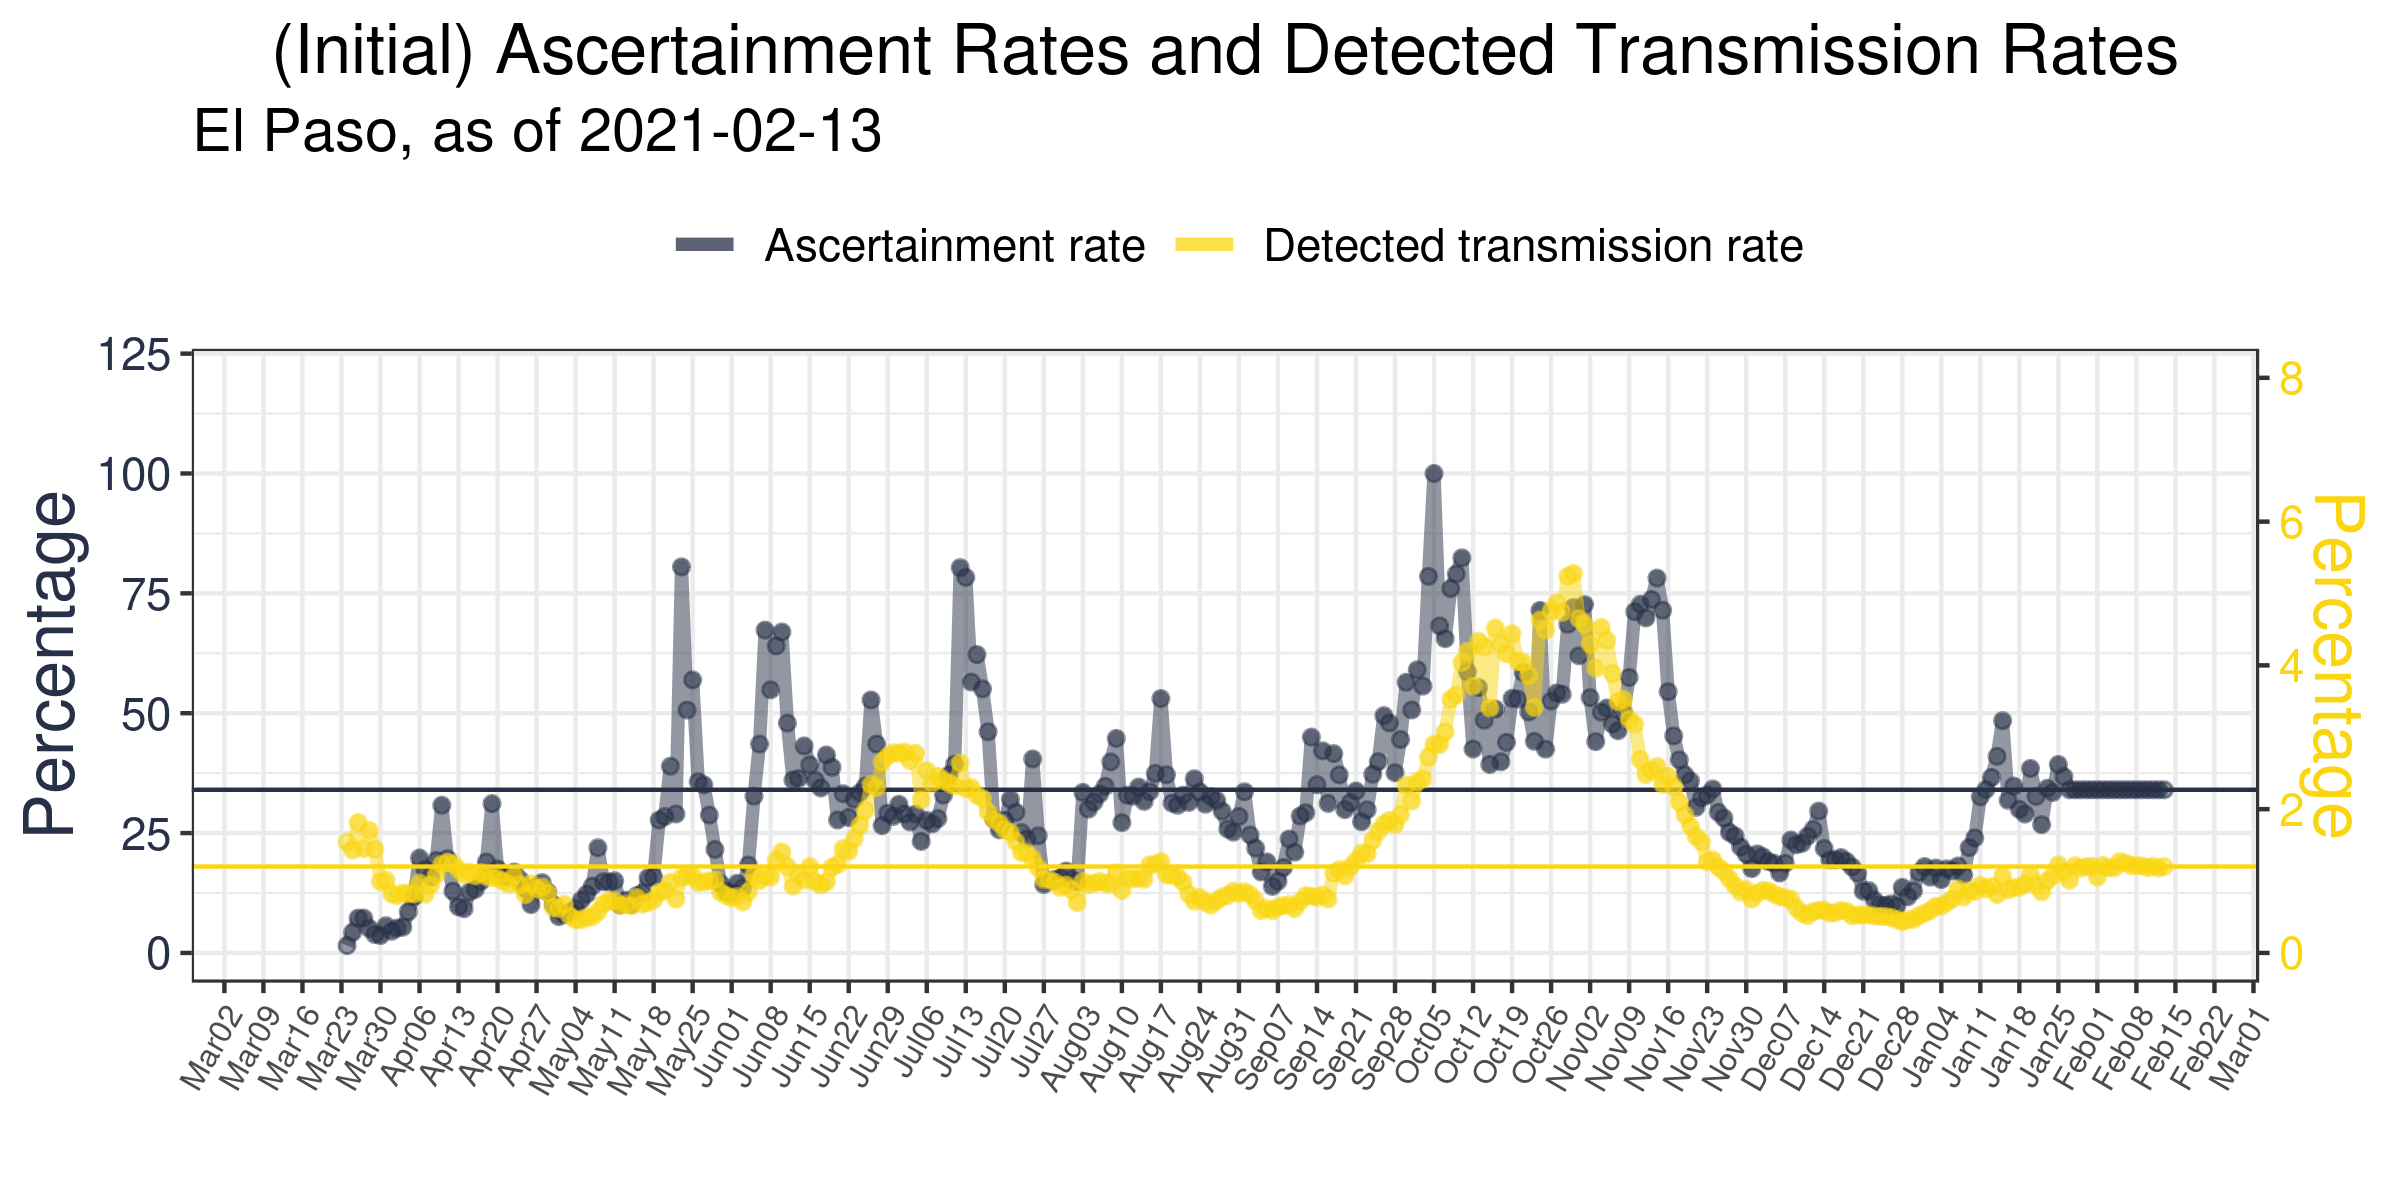 (Initial) Ascertainment Rates and Detected Transmission Rates
El Paso, as of 2021-02-13
Ascertainment rate Detected transmission rate
Percentage
125
100
75
50
25
0
8
6
4
2
0
Percentage
Mar02 Mar09 Mar16 Mar23 Mar30 Apr06 Apr13 Apr20 Apr27 May04 May11 May18 May25 Jun01 Jun08 Jun15 Jun22 Jun29 Jul06 Jul13 Jul20 Jul27 Aug03 Aug10 Aug17 Aug24 Aug31 Sep07 Sep14 Sep21 Sep28 Oct05 Oct12 Oct19 Oct26 Nov02 Nov09 Nov16 Nov23 Nov30 Dec07 Dec14 Dec21 Dec28 Jan04 Jan11 Jan18 Jan25 Feb01 Feb08 Feb15 Feb22 Mar01